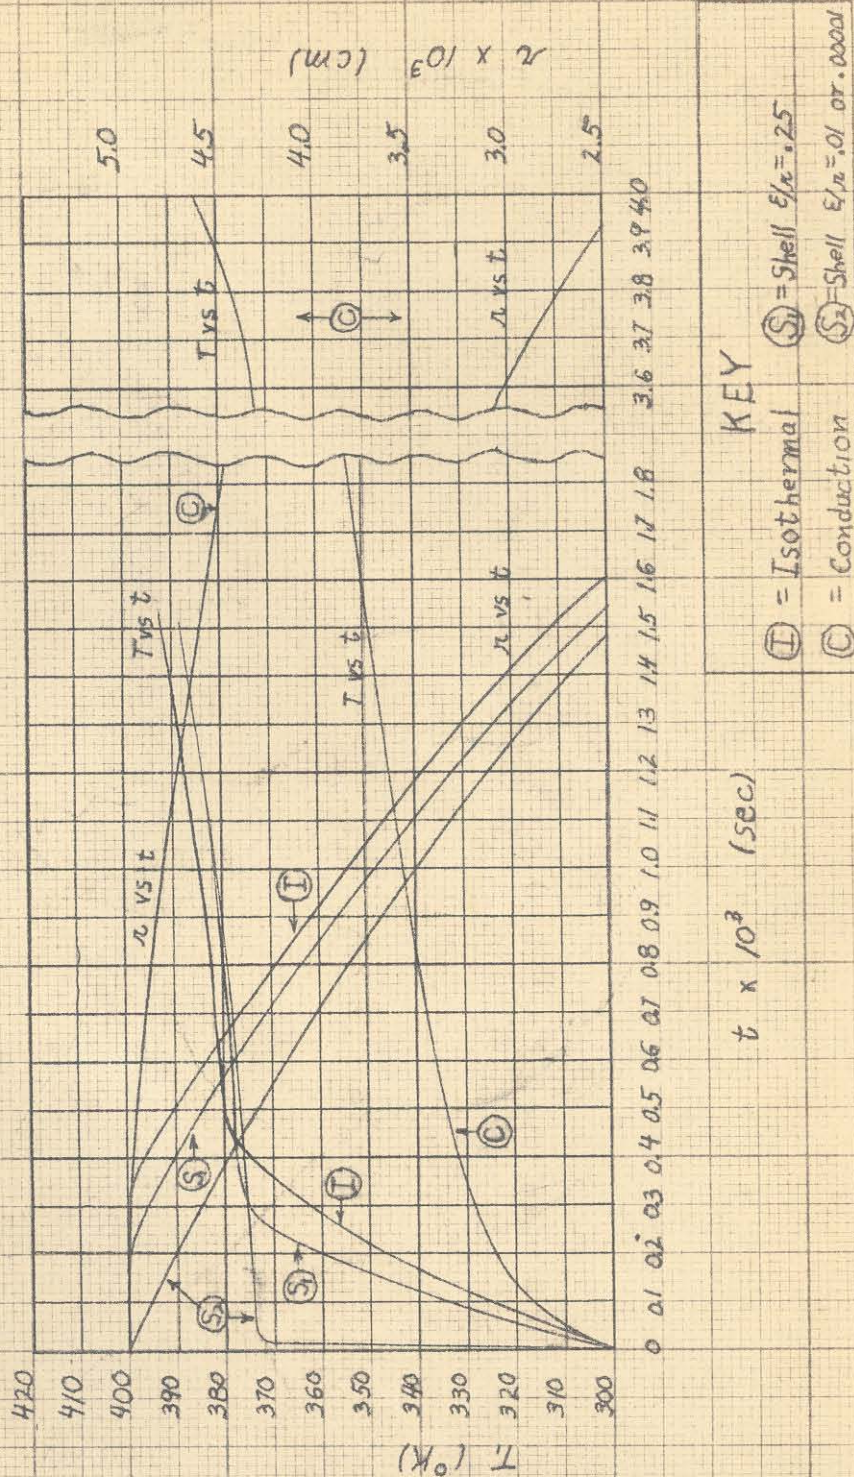 T (°K)
420
410
400
390
380
370
360
350
340
330
320
310
300
r x 10³ (cm)
5.0
4.5
4.0
3.5
3.0
2.5
r vs t
T vs t
T vs t
T vs t
r vs t
r vs t
C
C
C
I
I
S₁
S₁
S₂
0 0.1 0.2 0.3 0.4 0.5 0.6 0.7 0.8 0.9 1.0 1.1 1.2 1.3 1.4 1.5 1.6 1.7 1.8 3.6 3.7 3.8 3.9 4.0
t x 10³ (sec)
KEY
I = Isothermal S₁ = Shell ε/r = .25
C = Conduction S₂ = Shell ε/r = .01 or .0001